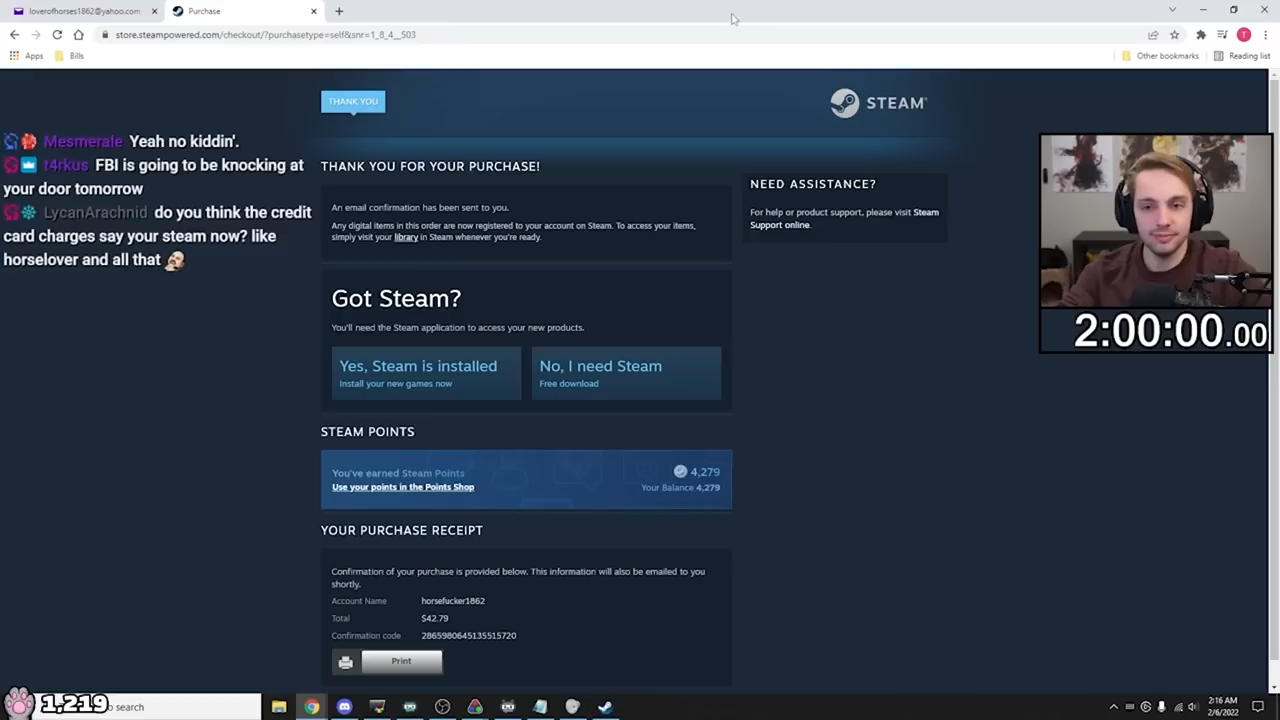 loverofhorses1862@yahoo.com
Purchase
store.steampowered.com/checkout/?purchasetype=self&snr=1_8_4__503
T
Apps
Bills
Other bookmarks
Reading list
THANK YOU
STEAM
Mesmerale Yeah no kiddin'.
t4rkus FBI is going to be knocking at
your door tomorrow
LycanArachnid do you think the credit
card charges say your steam now? like
horselover and all that
THANK YOU FOR YOUR PURCHASE!
An email confirmation has been sent to you.
Any digital items in this order are now registered to your account on Steam. To access your items,
simply visit your library in Steam whenever you're ready.
NEED ASSISTANCE?
For help or product support, please visit Steam
Support online.
Got Steam?
You'll need the Steam application to access your new products.
Yes, Steam is installed
Install your new games now
No, I need Steam
Free download
2:00:00.00
STEAM POINTS
You've earned Steam Points
Use your points in the Points Shop
4,279
Your Balance 4,279
YOUR PURCHASE RECEIPT
Confirmation of your purchase is provided below. This information will also be emailed to you
shortly.
Account Name horsefucker1862
Total $42.79
Confirmation code 2865980645135515720
Print
1,219
o search
2:16 AM
2/6/2022